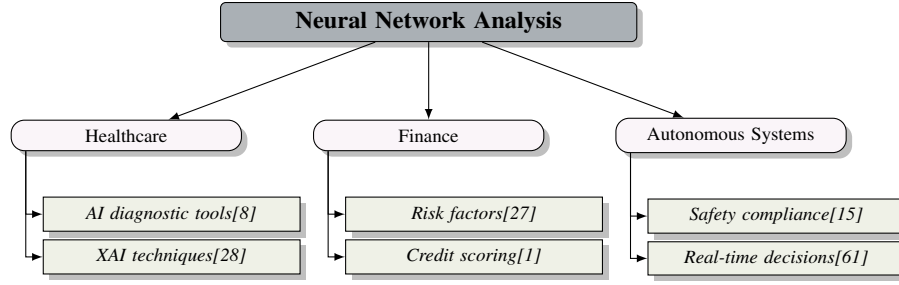 Neural Network Analysis
Healthcare
Finance
Autonomous Systems
AI diagnostic tools[8]
XAI techniques[28]
Risk factors[27]
Credit scoring[1]
Safety compliance[15]
Real-time decisions[61]